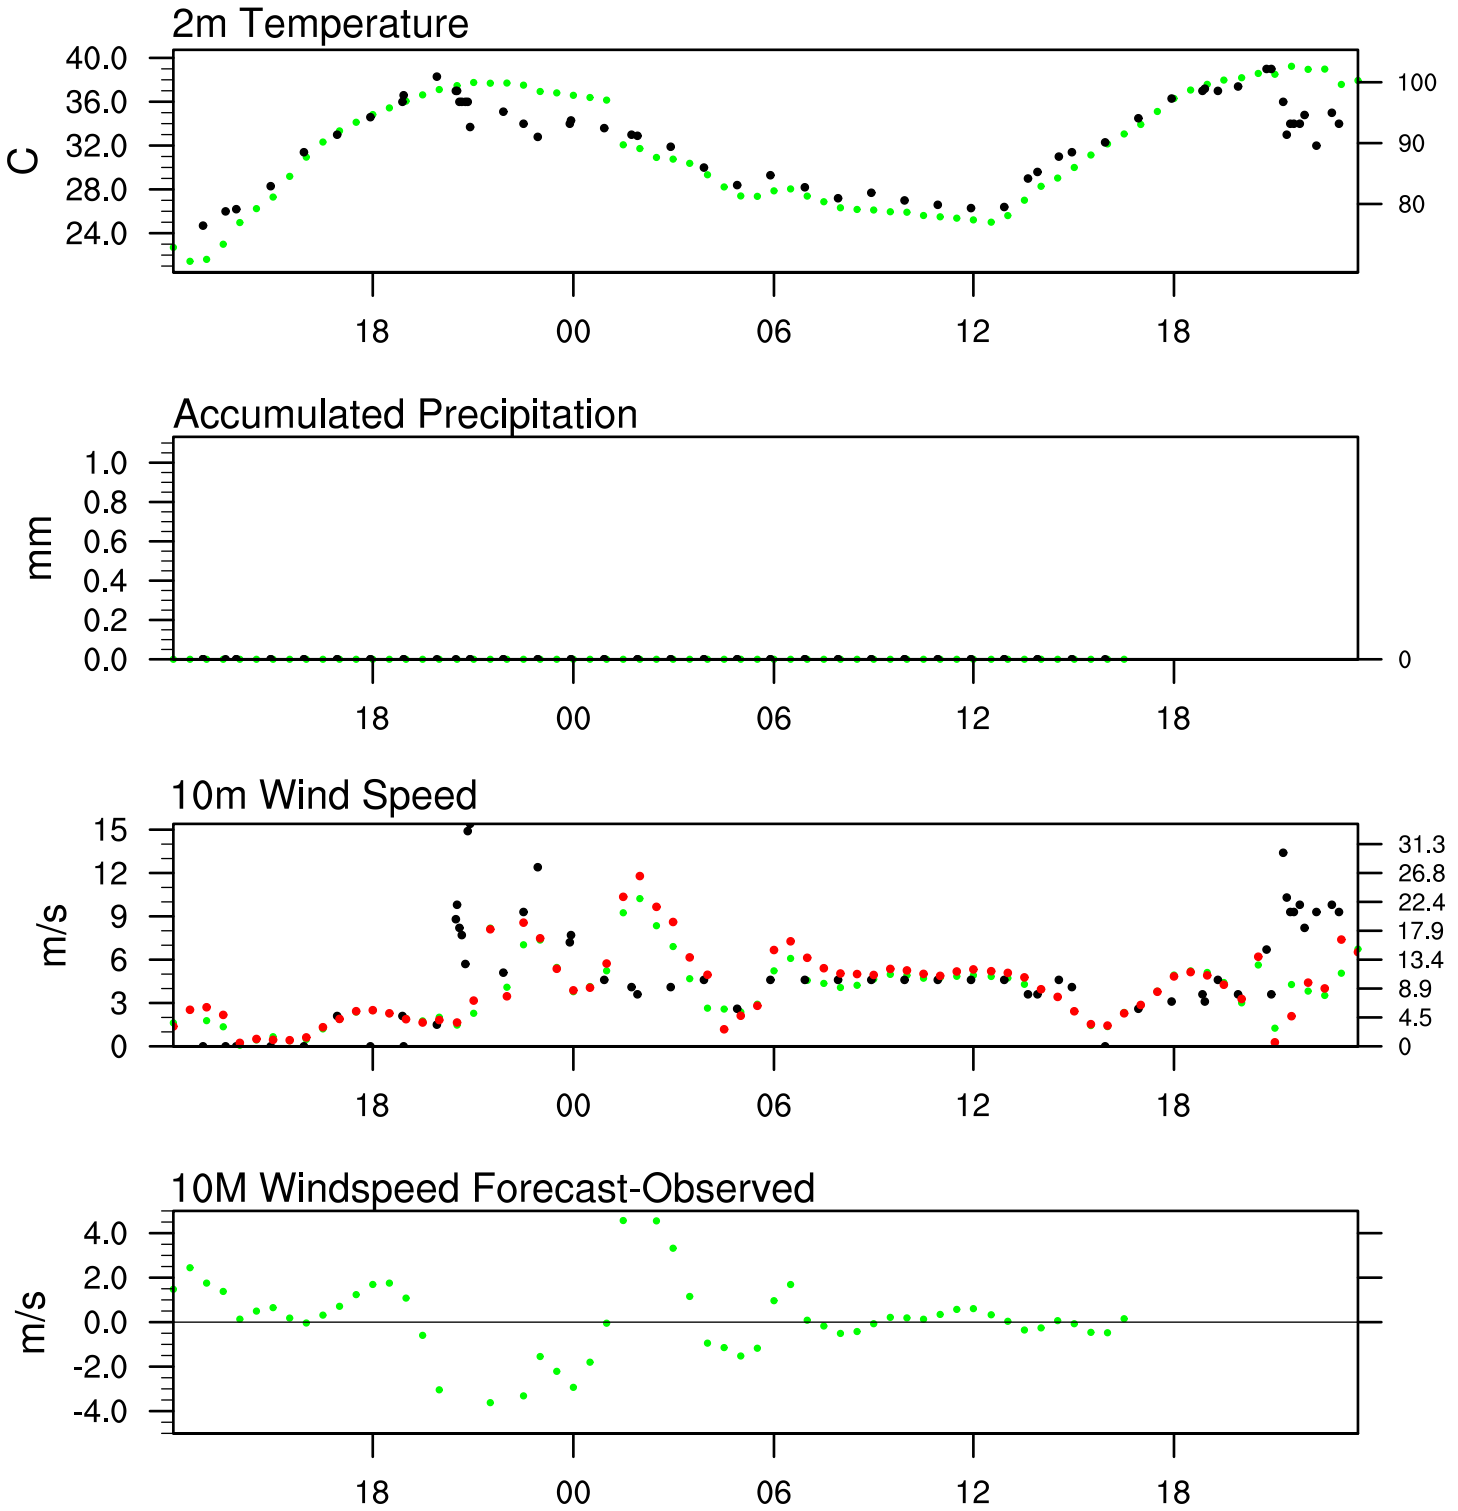 2m Temperature
40.0
36.0
32.0
28.0
24.0
C
100
90
80
18 00 06 12 18
Accumulated Precipitation
1.0
0.8
0.6
0.4
0.2
0.0
mm
0
18 00 06 12 18
10m Wind Speed
15
12
9
6
3
0
m/s
31.3
26.8
22.4
17.9
13.4
8.9
4.5
0
18 00 06 12 18
10M Windspeed Forecast-Observed
4.0
2.0
0.0
-2.0
-4.0
m/s
18 00 06 12 18